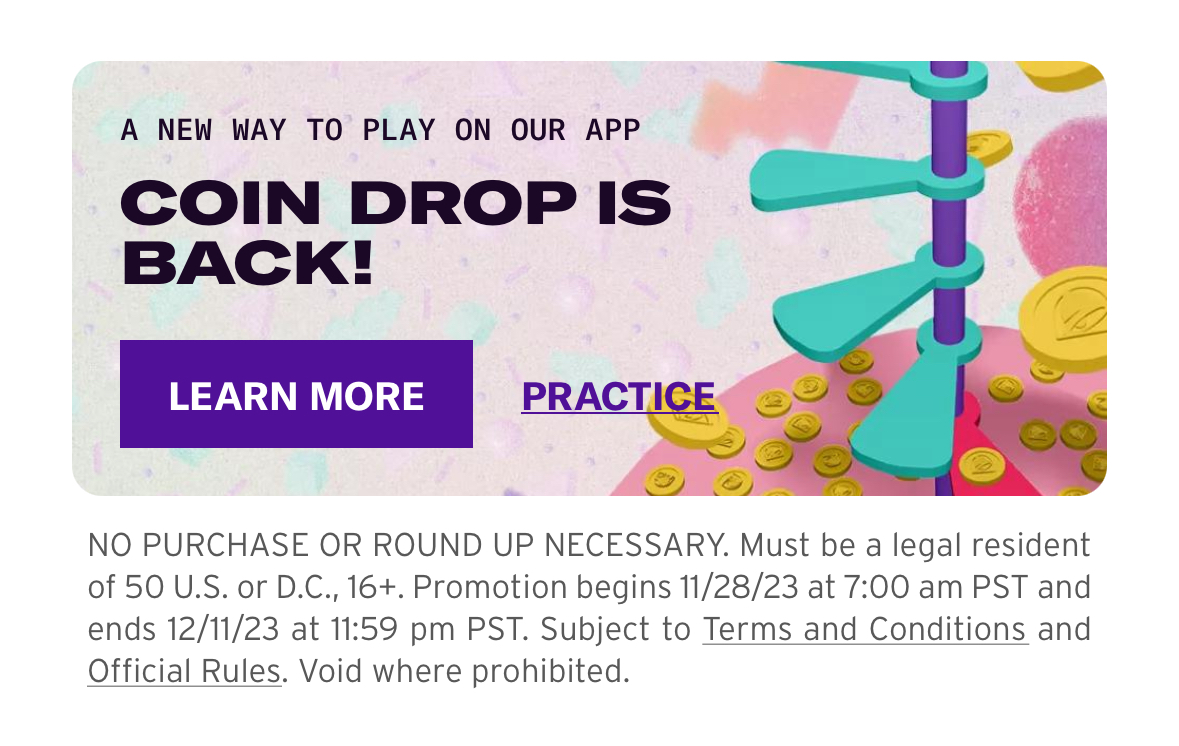 A NEW WAY TO PLAY ON OUR APP
COIN DROP IS
BACK!
LEARN MORE
PRACTICE
NO PURCHASE OR ROUND UP NECESSARY. Must be a legal resident
of 50 U.S. or D.C., 16+. Promotion begins 11/28/23 at 7:00 am PST and
ends 12/11/23 at 11:59 pm PST. Subject to Terms and Conditions and
Official Rules. Void where prohibited.